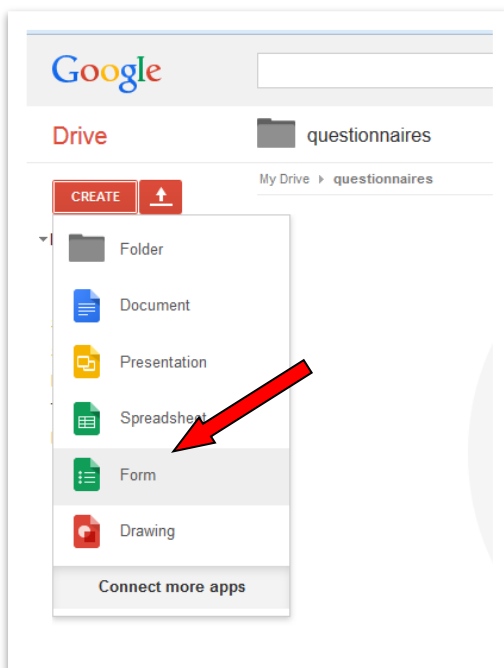 Google
Drive
questionnaires
My Drive questionnaires
CREATE
Folder
Document
Presentation
Spreadsheet
Form
Drawing
Connect more apps